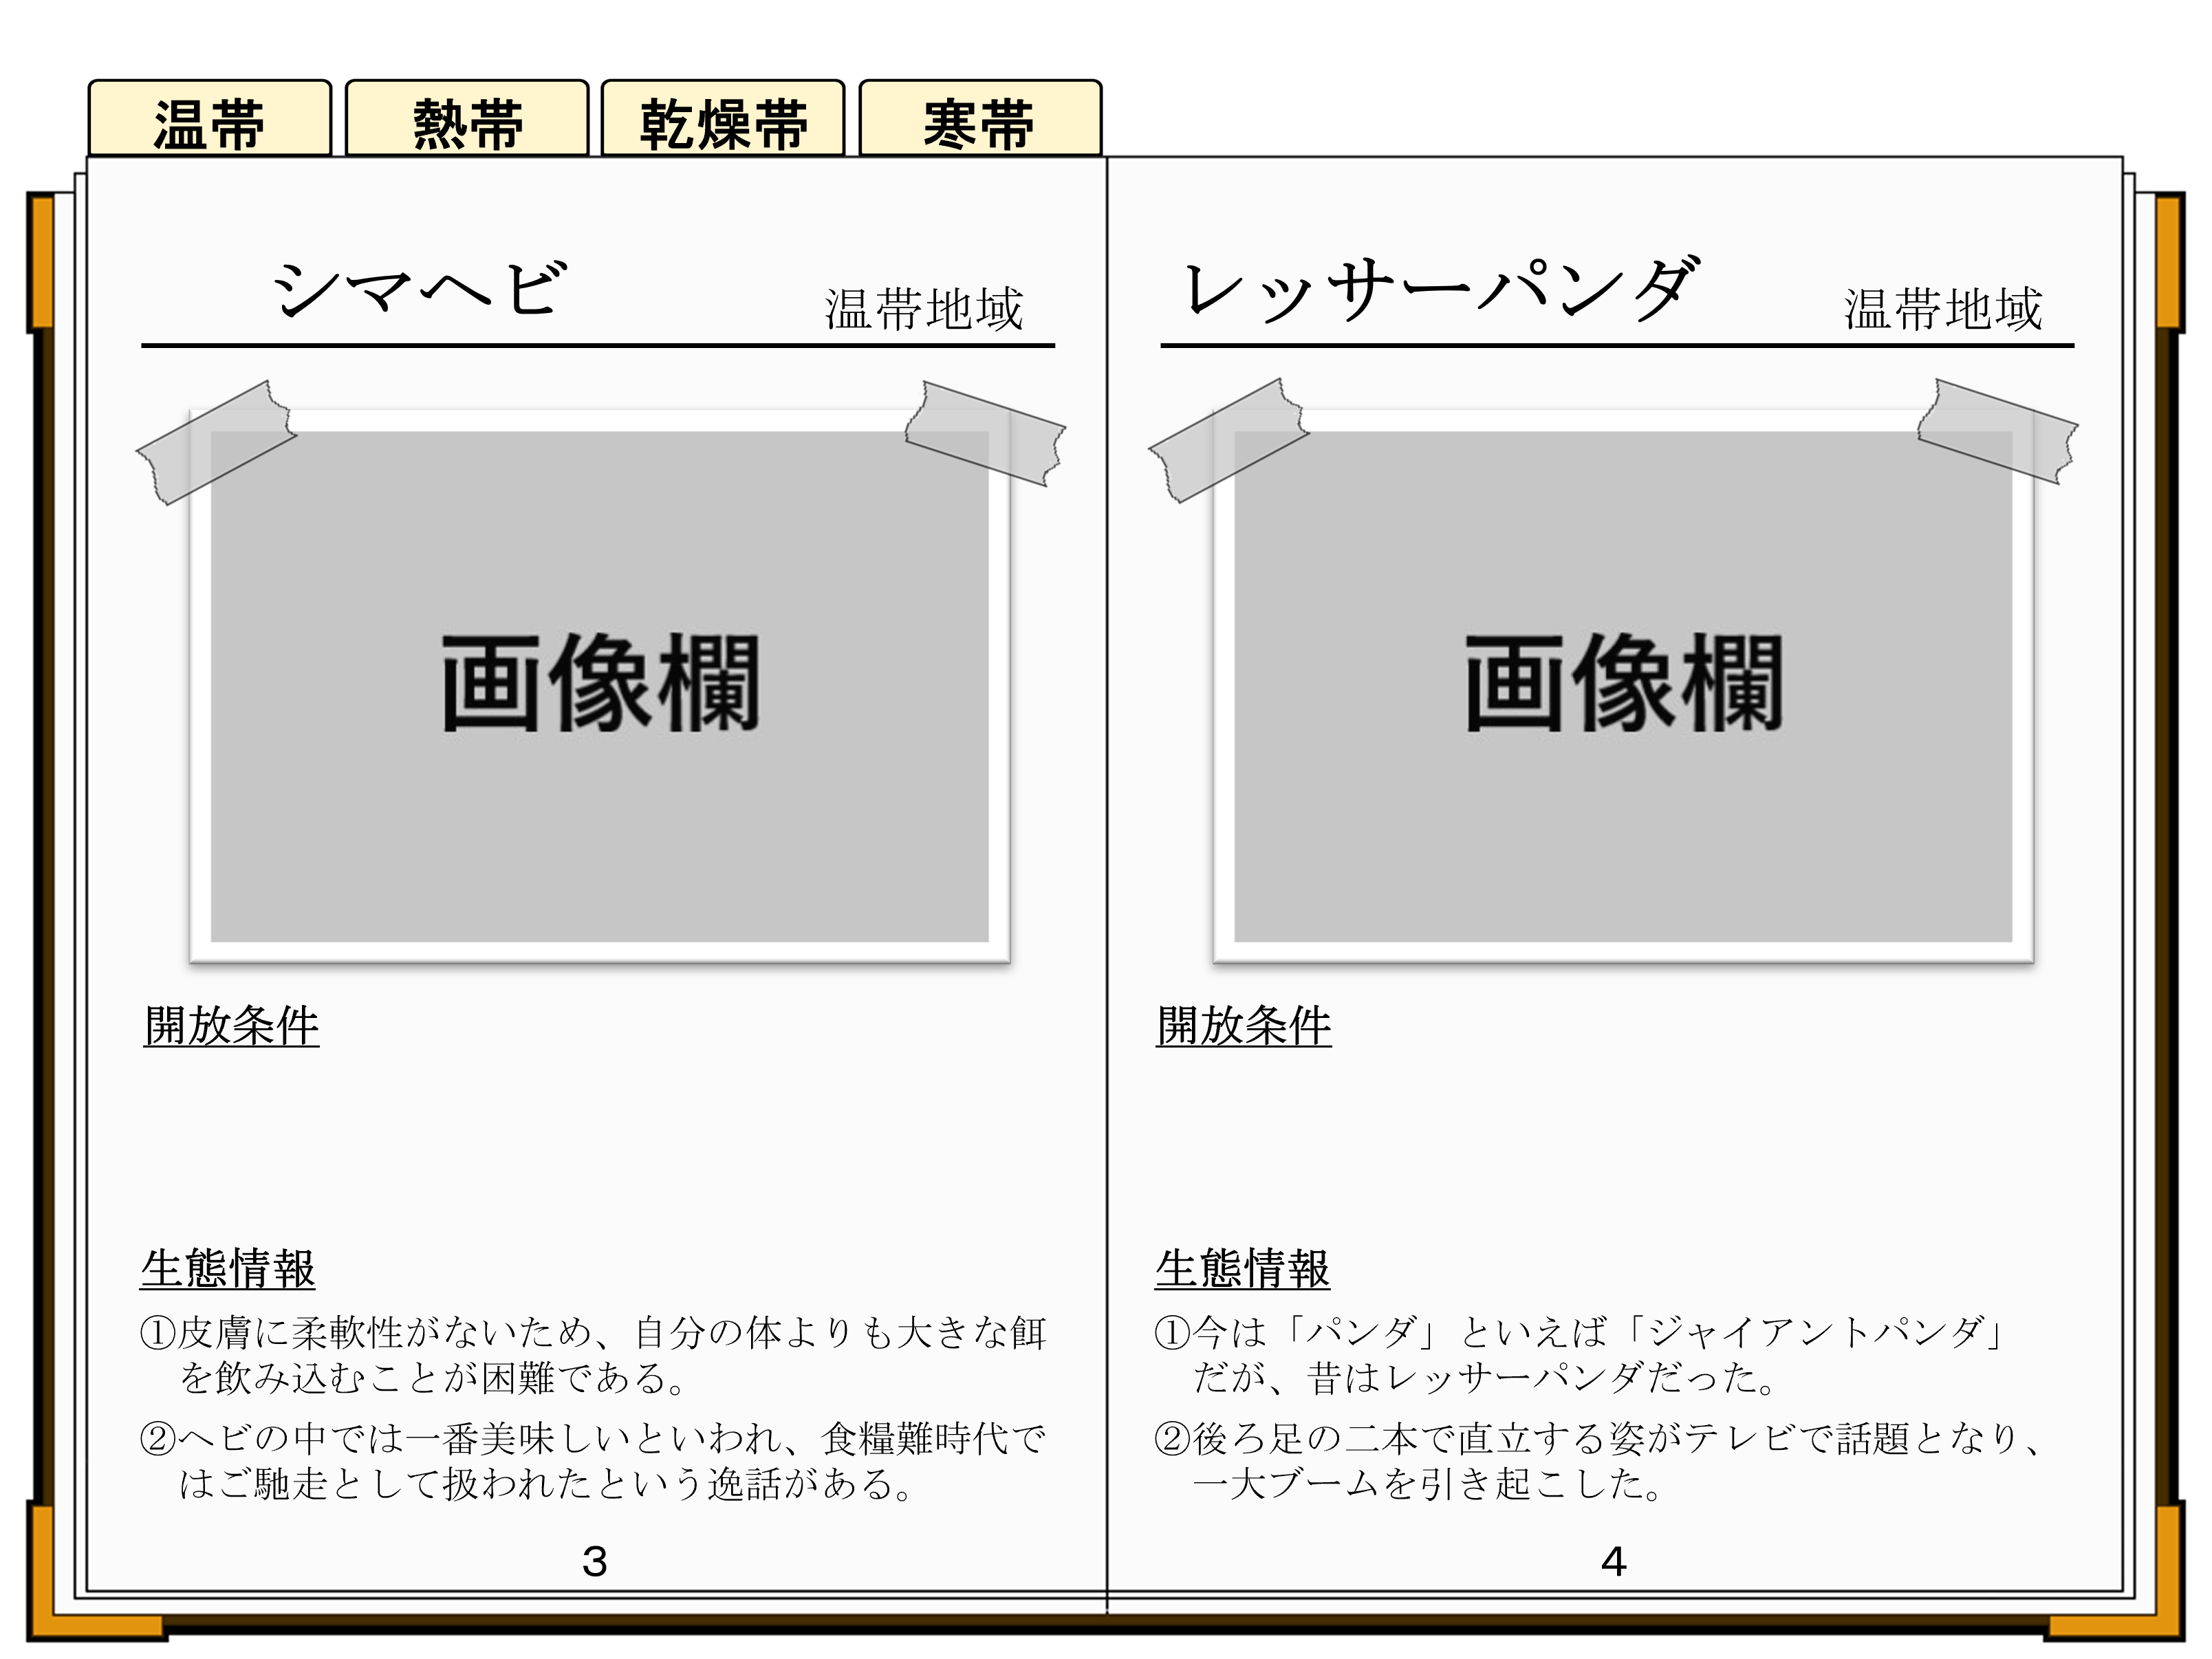 温帯
熱帯
乾燥帯
寒帯
シマヘビ
温帯地域
画像欄
開放条件
生態情報
①皮膚に柔軟性がないため、自分の体よりも大きな餌
を飲み込むことが困難である。
②ヘビの中では一番美味しいといわれ、食糧難時代で
はご馳走として扱われたという逸話がある。
3
レッサーパンダ
温帯地域
画像欄
開放条件
生態情報
①今は「パンダ」といえば「ジャイアントパンダ」
だが、昔はレッサーパンダだった。
②後ろ足の二本で直立する姿がテレビで話題となり、
一大ブームを引き起こした。
4